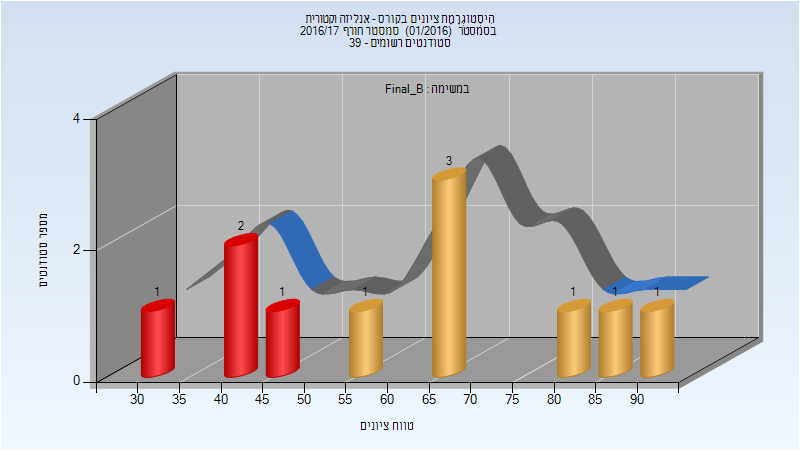 היסטוגרמת ציונים בקורס - אנליזה וקטורית
בסמסטר (01/2016) סמסטר חורף 2016/17
סטודנטים רשומים - 39
במשימה : Final_B
4
2
0
מספר סטודנטים
1
2
1
1
3
1
1
1
30 35 40 45 50 55 60 65 70 75 80 85 90
טווח ציונים